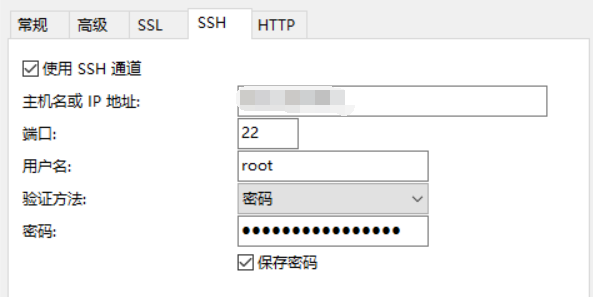 常规 高级 SSL SSH HTTP
使用 SSH 通道
主机名或 IP 地址:
端口: 22
用户名: root
验证方法: 密码
密码: ●●●●●●●●●●●●●●●●
保存密码